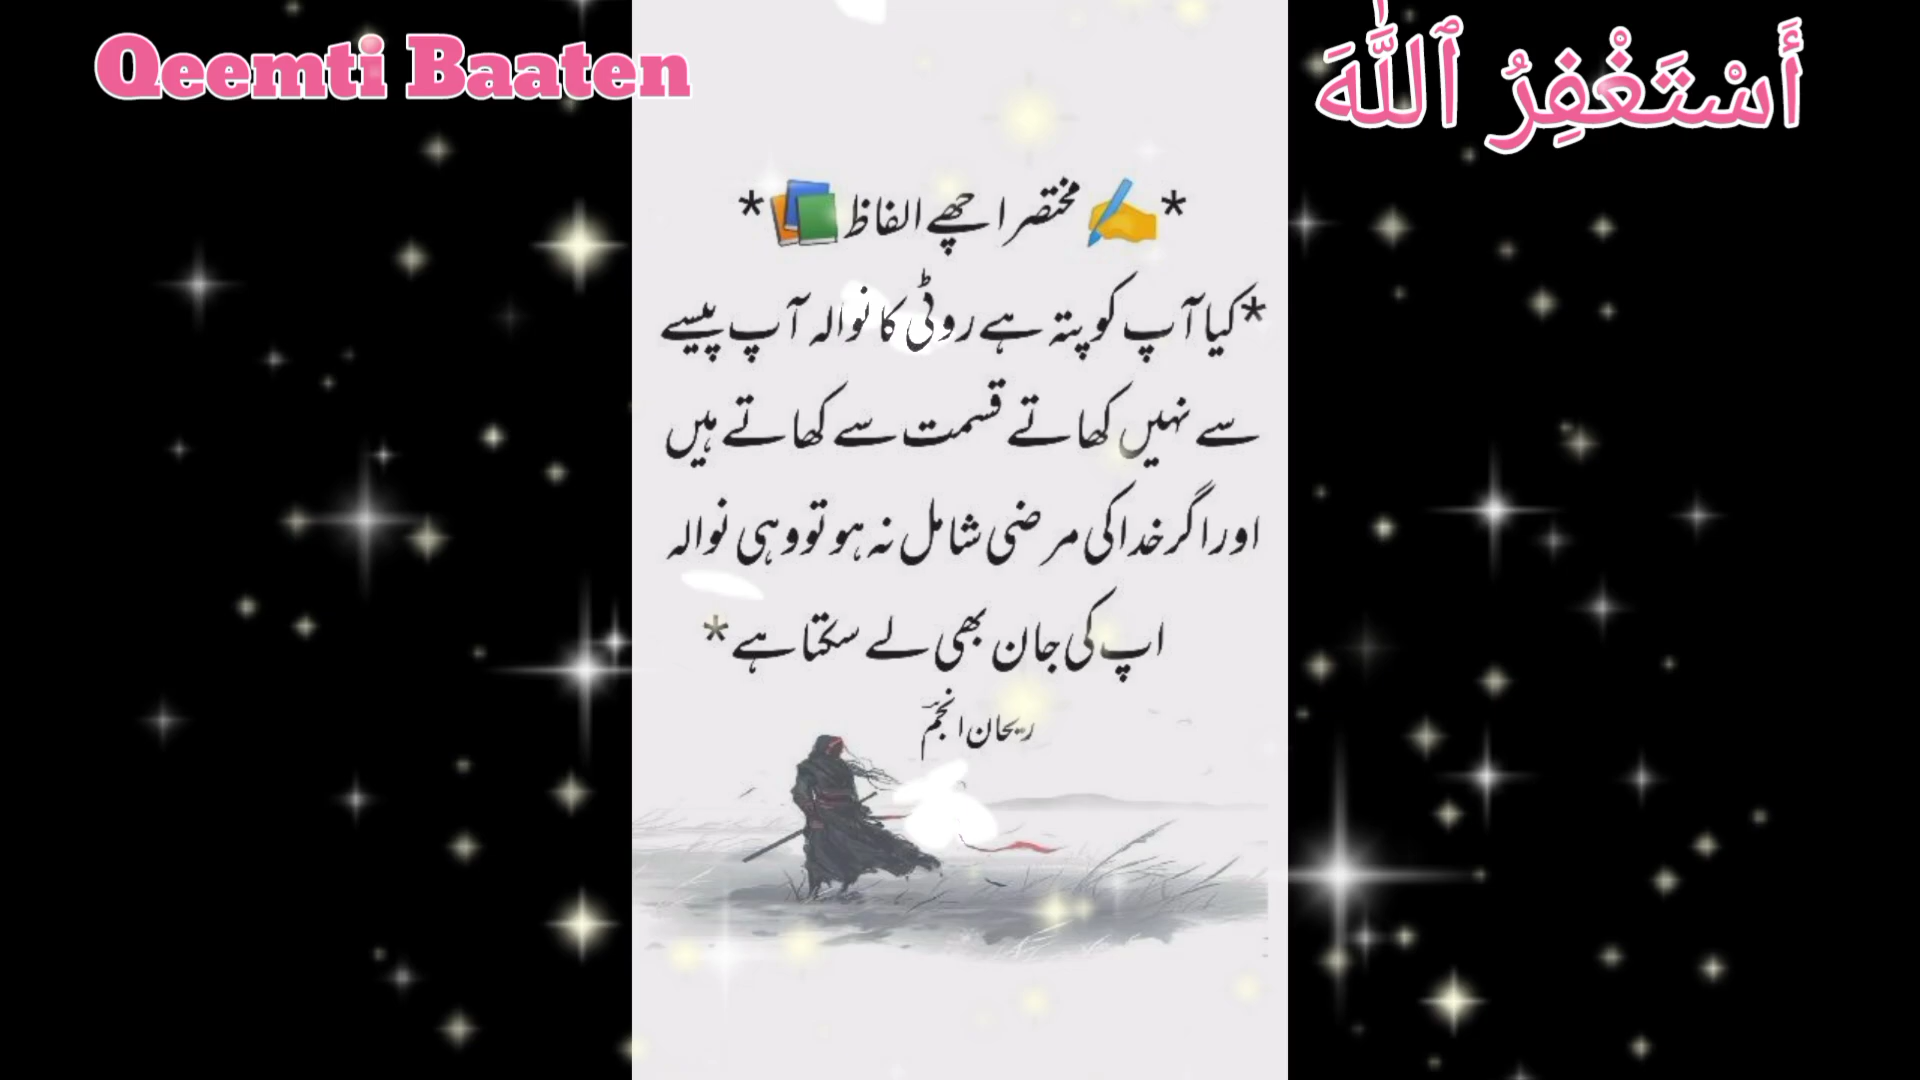 Qeemti Baaten
أَسْتَغْفِرُ ٱللَّٰهَ
*✍️ مختصر اچھے الفاظ 📚*
*کیا آپ کو پتہ ہے روٹی کا نوالہ آپ پیسے
سے نہیں کھاتے قسمت سے کھاتے ہیں
اور اگر خدا کی مرضی شامل نہ ہو تو وہی نوالہ
اپ کی جان بھی لے سکتا ہے*
ریحان انجم